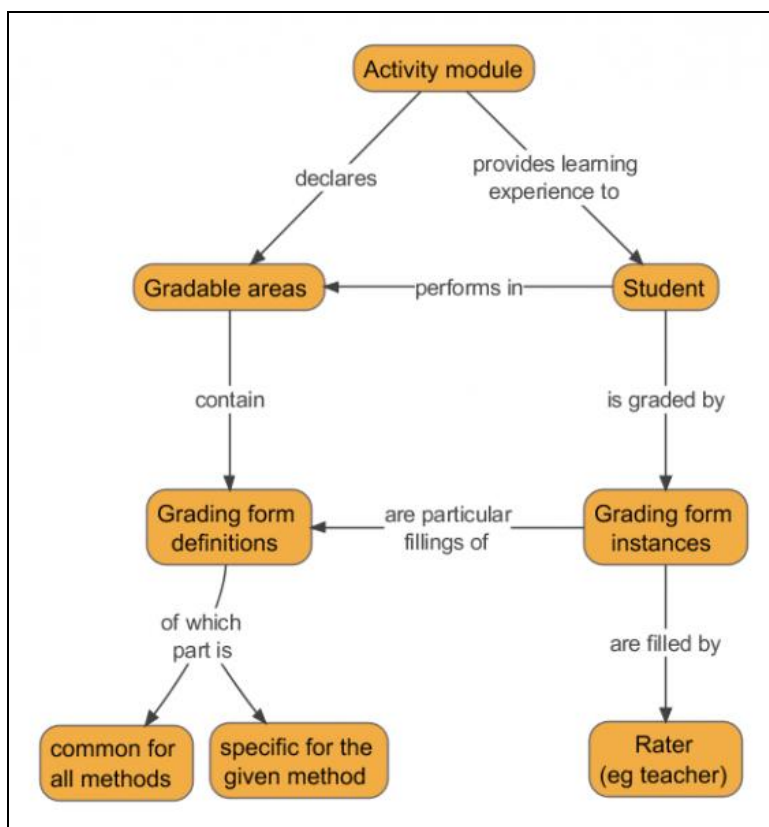 Activity module
declares
provides learning
experience to
Gradable areas
performs in
Student
contain
is graded by
Grading form
definitions
are particular
fillings of
Grading form
instances
of which
part is
are filled by
common for
all methods
specific for the
given method
Rater
(eg teacher)